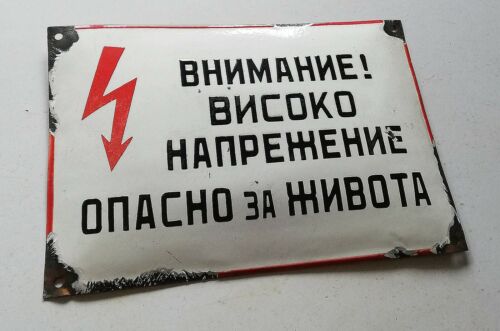 ВНИМАНИЕ!
ВИСОКО
НАПРЕЖЕНИЕ
ОПАСНО ЗА ЖИВОТА